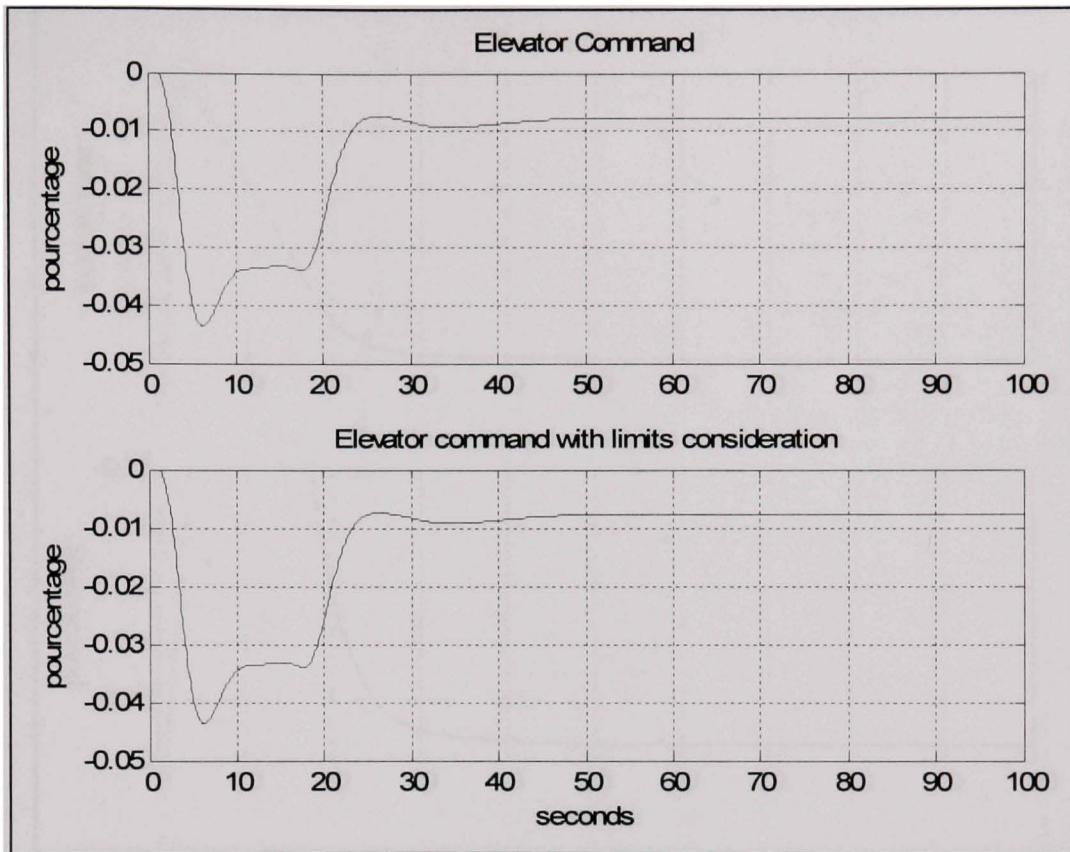 Elevator Command
0
-0.01
-0.02
-0.03
-0.04
-0.05
pourcentage
0 10 20 30 40 50 60 70 80 90 100
Elevator command with limits consideration
0
-0.01
-0.02
-0.03
-0.04
-0.05
pourcentage
0 10 20 30 40 50 60 70 80 90 100
seconds